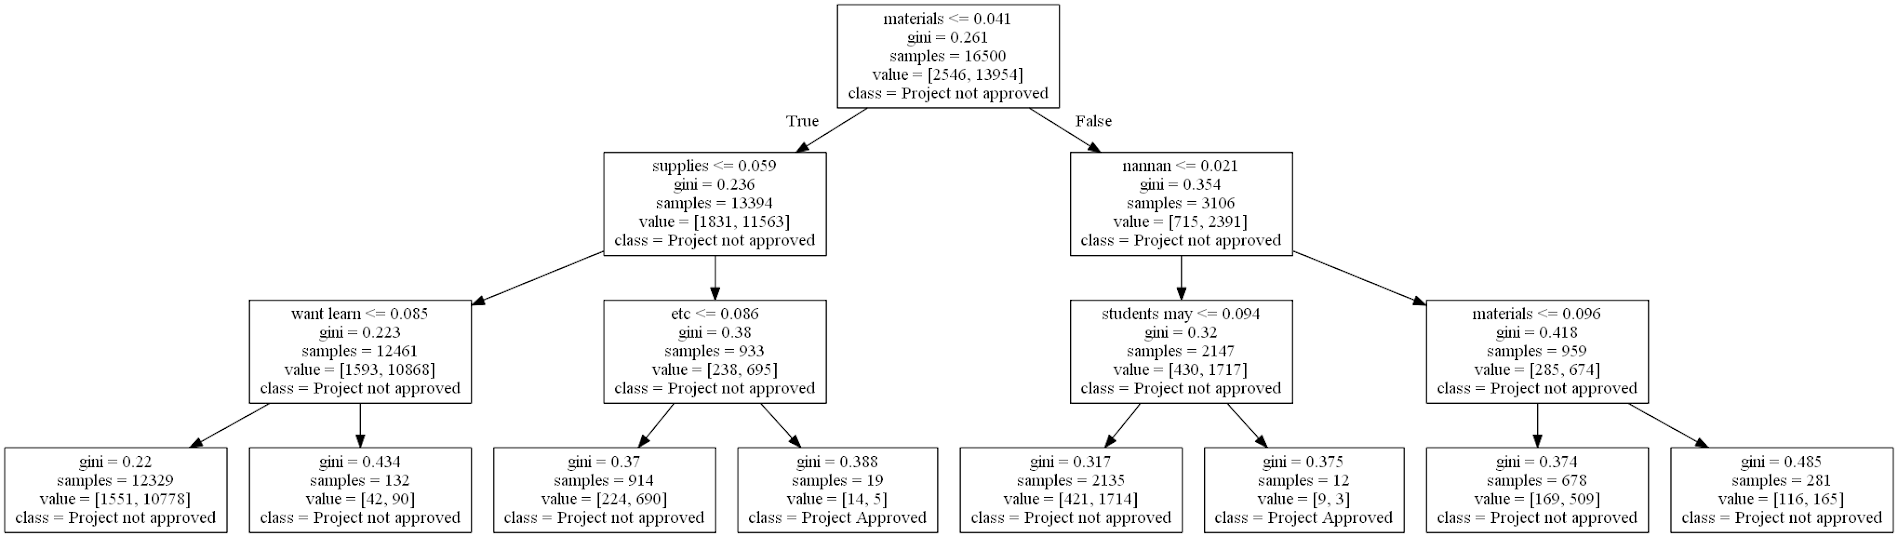 materials <= 0.041
gini = 0.261
samples = 16500
value = [2546, 13954]
class = Project not approved
True
False
supplies <= 0.059
gini = 0.236
samples = 13394
value = [1831, 11563]
class = Project not approved
nannan <= 0.021
gini = 0.354
samples = 3106
value = [715, 2391]
class = Project not approved
want learn <= 0.085
gini = 0.223
samples = 12461
value = [1593, 10868]
class = Project not approved
etc <= 0.086
gini = 0.38
samples = 933
value = [238, 695]
class = Project not approved
students may <= 0.094
gini = 0.32
samples = 2147
value = [430, 1717]
class = Project not approved
materials <= 0.096
gini = 0.418
samples = 959
value = [285, 674]
class = Project not approved
gini = 0.22
samples = 12329
value = [1551, 10778]
class = Project not approved
gini = 0.434
samples = 132
value = [42, 90]
class = Project not approved
gini = 0.37
samples = 914
value = [224, 690]
class = Project not approved
gini = 0.388
samples = 19
value = [14, 5]
class = Project Approved
gini = 0.317
samples = 2135
value = [421, 1714]
class = Project not approved
gini = 0.375
samples = 12
value = [9, 3]
class = Project Approved
gini = 0.374
samples = 678
value = [169, 509]
class = Project not approved
gini = 0.485
samples = 281
value = [116, 165]
class = Project not approved